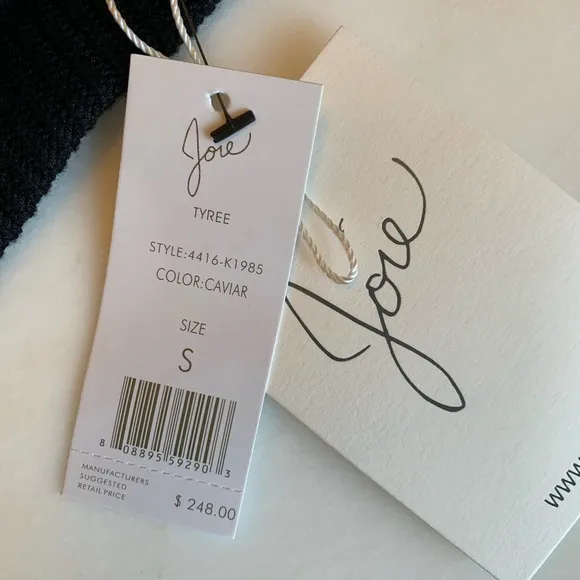 Joie
TYREE
STYLE:4416-K1985
COLOR:CAVIAR
SIZE
S
8 08895 59290 3
MANUFACTURERS
SUGGESTED
RETAIL PRICE
$ 248.00
Joie
www.